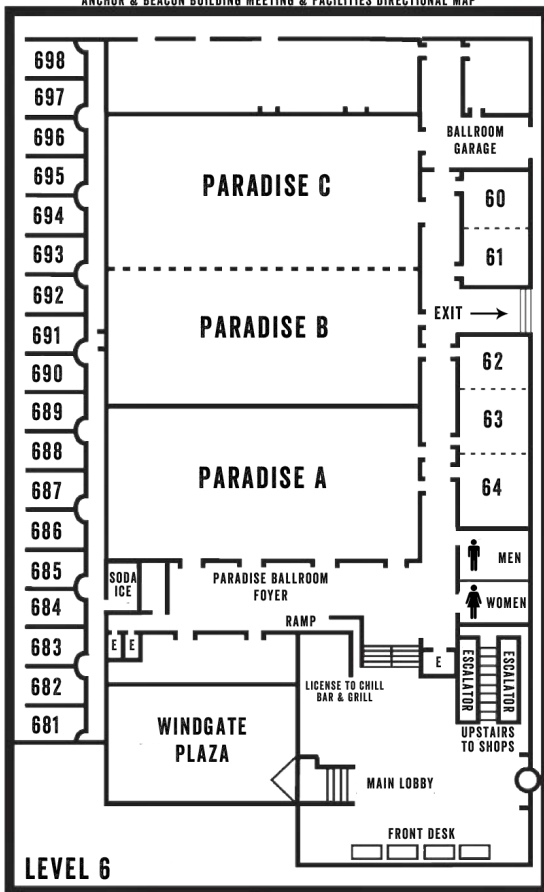 ANCHOR & BEACON BUILDING MEETING & FACILITIES DIRECTIONAL MAP
698
697
696
695
694
693
692
691
690
689
688
687
686
685
684
683
682
681
PARADISE C
PARADISE B
PARADISE A
BALLROOM
GARAGE
60
61
EXIT
62
63
64
MEN
WOMEN
SODA
ICE
PARADISE BALLROOM
FOYER
RAMP
E
E
E
ESCALATOR
ESCALATOR
UPSTAIRS
TO SHOPS
LICENSE TO CHILL
BAR & GRILL
WINDGATE
PLAZA
MAIN LOBBY
FRONT DESK
LEVEL 6